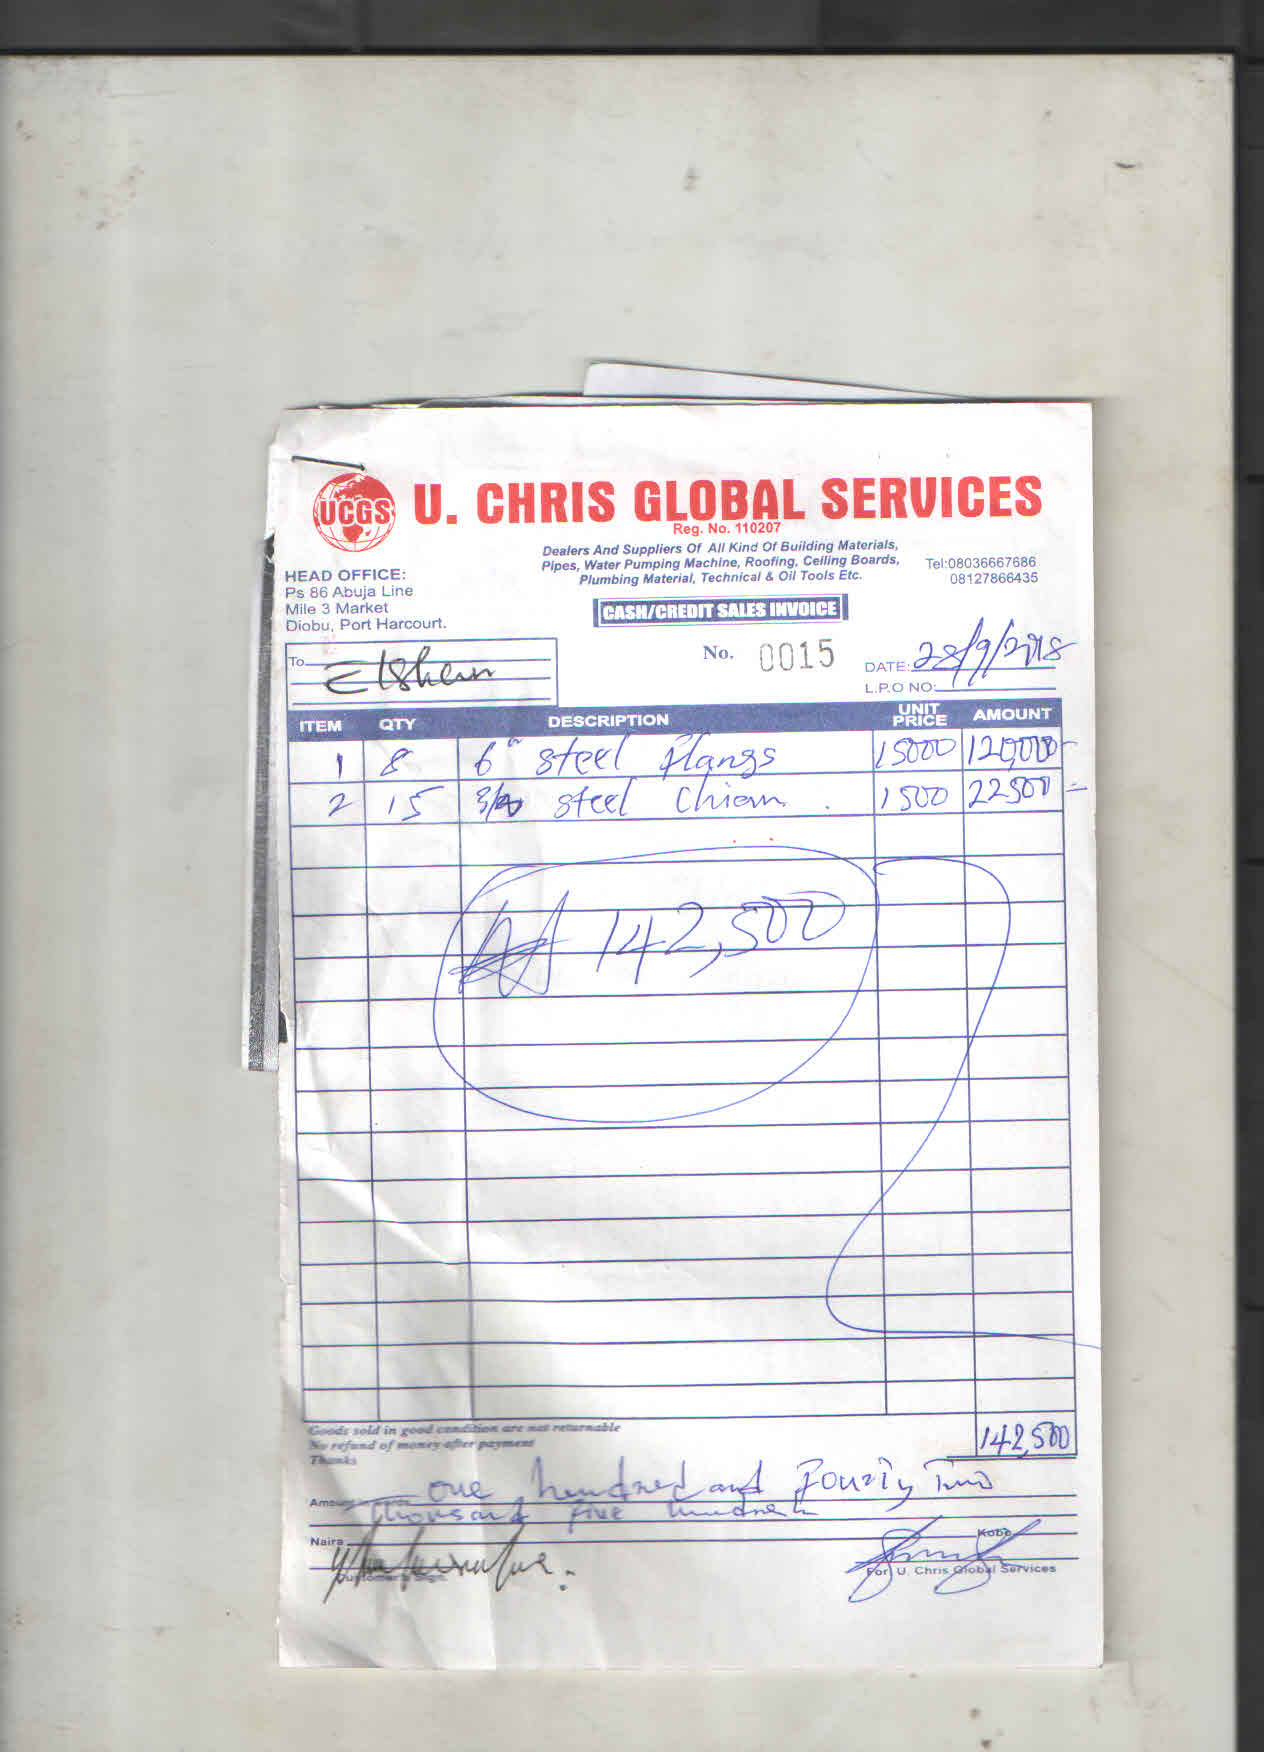 UCGS
U. CHRIS GLOBAL SERVICES
Reg. No. 110207
Dealers And Suppliers Of All Kind Of Building Materials,
Pipes, Water Pumping Machine, Roofing, Ceiling Boards,
Plumbing Material, Technical & Oil Tools Etc.
Tel:08036667686
08127866435
HEAD OFFICE:
Ps 86 Abuja Line
Mile 3 Market
Diobu, Port Harcourt.
CASH/CREDIT SALES INVOICE
To
No. 0015
DATE: 28/9/2018
L.P.O NO:
ITEM QTY DESCRIPTION UNIT PRICE AMOUNT
1 8 6" steel flangs 15000 120,000-
2 15 steel 1500 22500=
₦ 142,500
Goods sold in good condition are not returnable
No refund of money after payment
Thanks
142,500
Amount in words one hundred and Fourty Two
Thousand five hundred
Naira Kobo
Customer's Sign.
For U. Chris Global Services